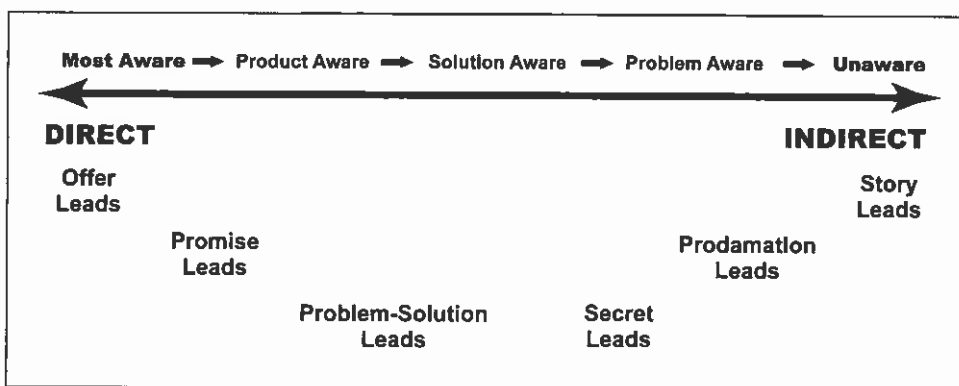 Most Aware → Product Aware → Solution Aware → Problem Aware → Unaware
DIRECT INDIRECT
Offer
Leads
Story
Leads
Promise
Leads
Prodamation
Leads
Problem-Solution
Leads
Secret
Leads